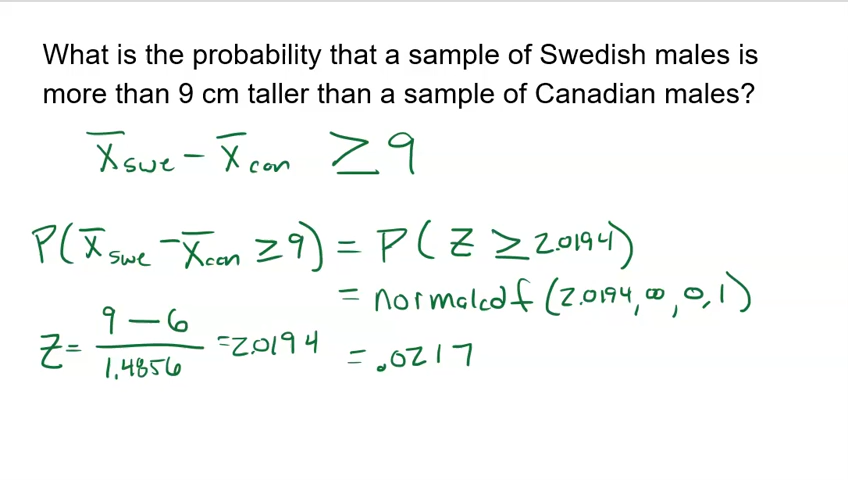 What is the probability that a sample of Swedish males is
more than 9 cm taller than a sample of Canadian males?
X̅swe − X̅can ≥ 9
P(X̅swe − X̅can ≥ 9) = P(Z ≥ 2.0194)
= normalcdf(2.0194, ∞, 0, 1)
Z = (9 − 6)/1.4856 = 2.0194
= .0217